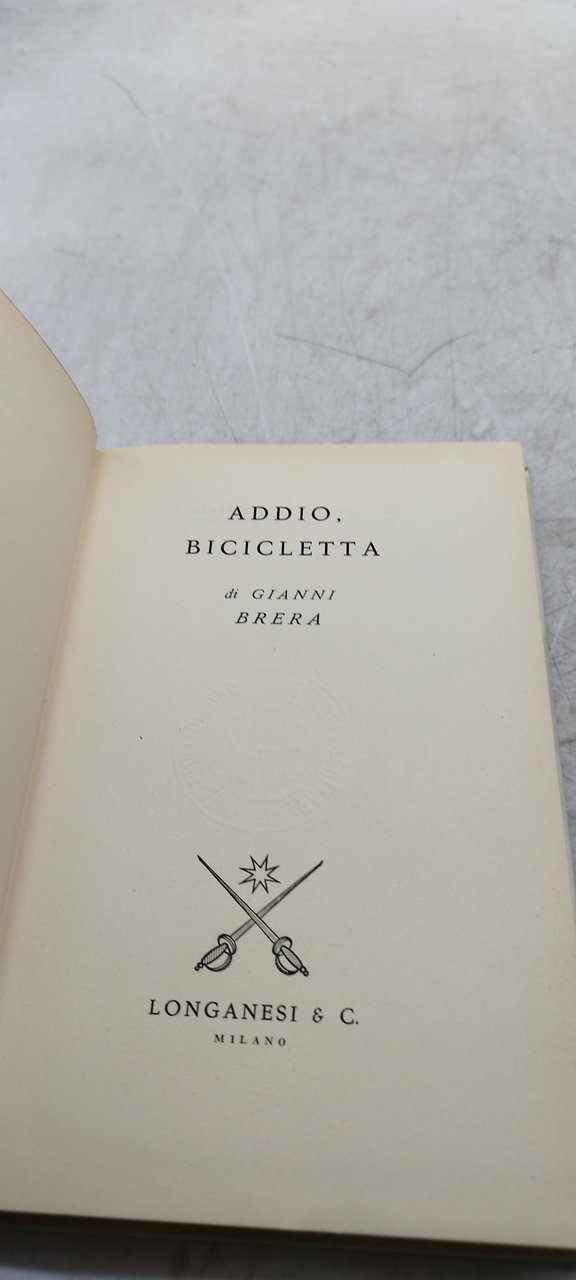 ADDIO,
BICICLETTA
di GIANNI
BRERA
LONGANESI & C.
MILANO